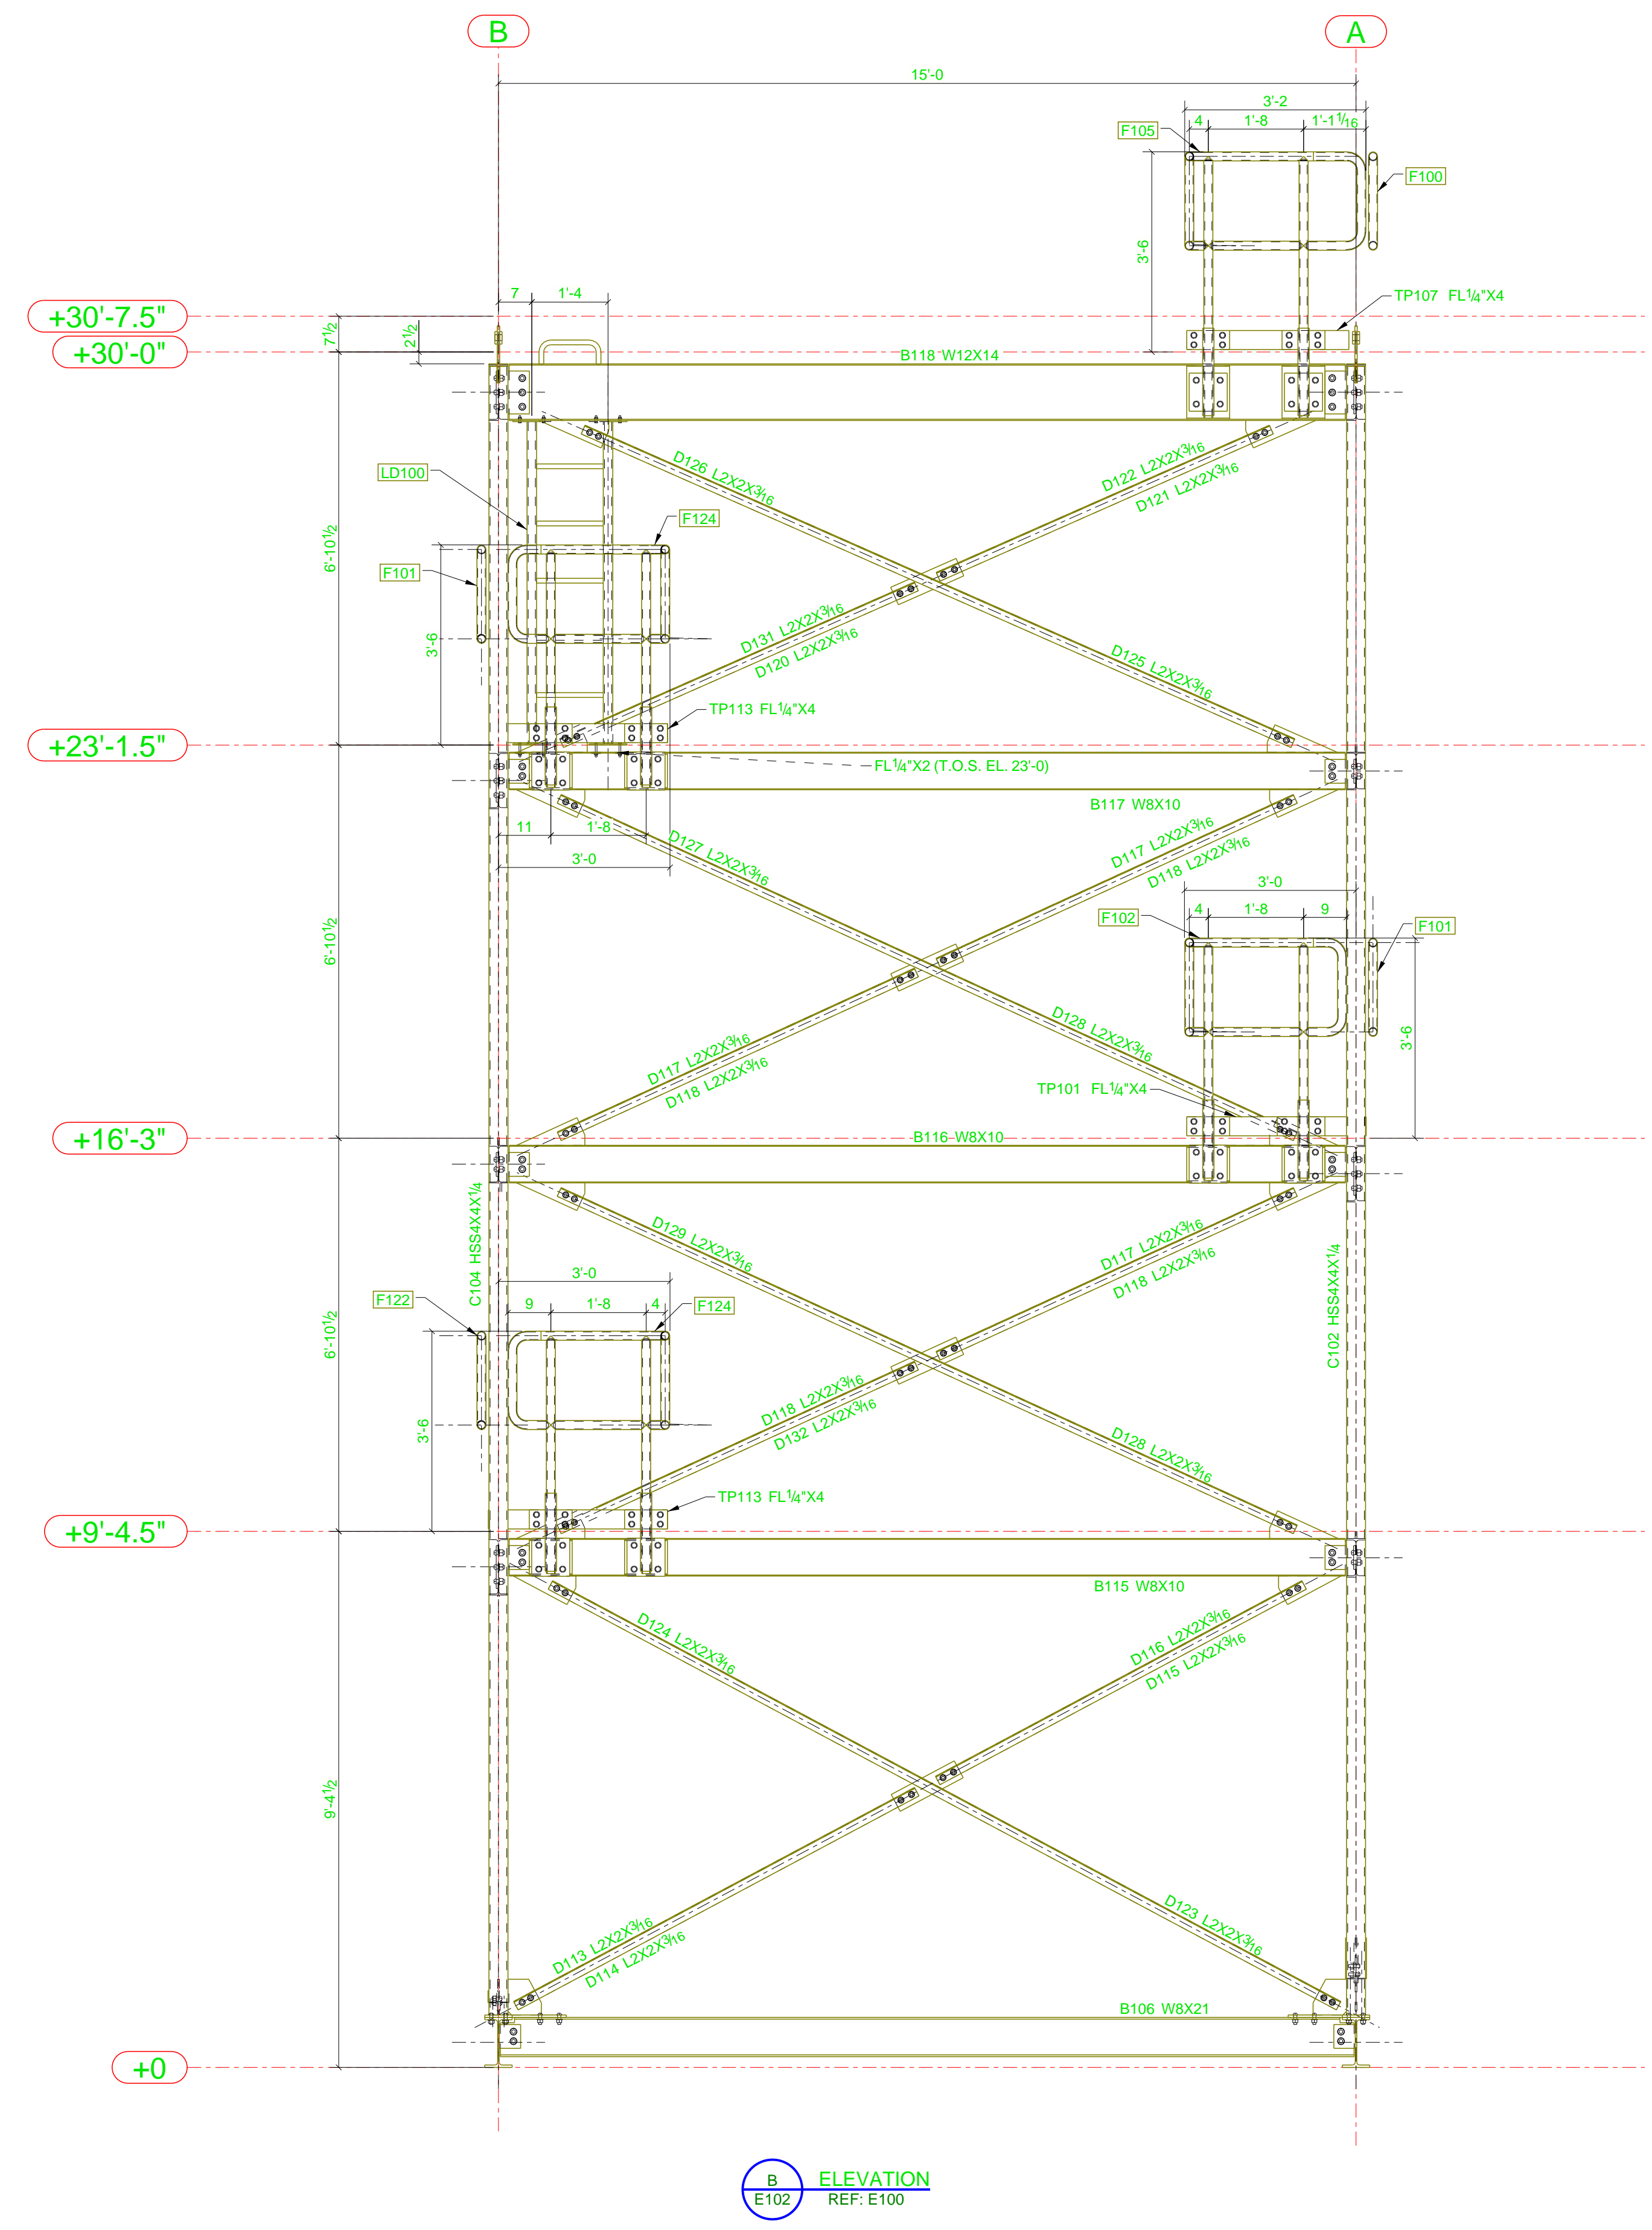 B
A
15'-0
3'-2
4
1'-8
1'-1 1/16
F105
F100
3'-6
TP107 FL1/4"X4
+30'-7.5"
+30'-0"
7 1/2
2 1/2
7
1'-4
B118 W12X14
D126 L2X2X3/16
D122 L2X2X3/16
D121 L2X2X3/16
LD100
F124
F101
6'-10 1/2
3'-6
D131 L2X2X3/16
D120 L2X2X3/16
D125 L2X2X3/16
TP113 FL1/4"X4
+23'-1.5"
FL1/4"X2 (T.O.S. EL. 23'-0)
B117 W8X10
11
1'-8
3'-0
D127 L2X2X3/16
D117 L2X2X3/16
D118 L2X2X3/16
3'-0
4
1'-8
9
F102
F101
6'-10 1/2
3'-6
D128 L2X2X3/16
D117 L2X2X3/16
D118 L2X2X3/16
TP101 FL1/4"X4
+16'-3"
B116 W8X10
C104 HSS4X4X1/4
C102 HSS4X4X1/4
D129 L2X2X3/16
D117 L2X2X3/16
D118 L2X2X3/16
3'-0
9
1'-8
4
F122
F124
6'-10 1/2
3'-6
D118 L2X2X3/16
D132 L2X2X3/16
D128 L2X2X3/16
TP113 FL1/4"X4
+9'-4.5"
B115 W8X10
D124 L2X2X3/16
D116 L2X2X3/16
D115 L2X2X3/16
9'-4 1/2
D113 L2X2X3/16
D114 L2X2X3/16
D123 L2X2X3/16
B106 W8X21
+0
B
E102
ELEVATION
REF: E100